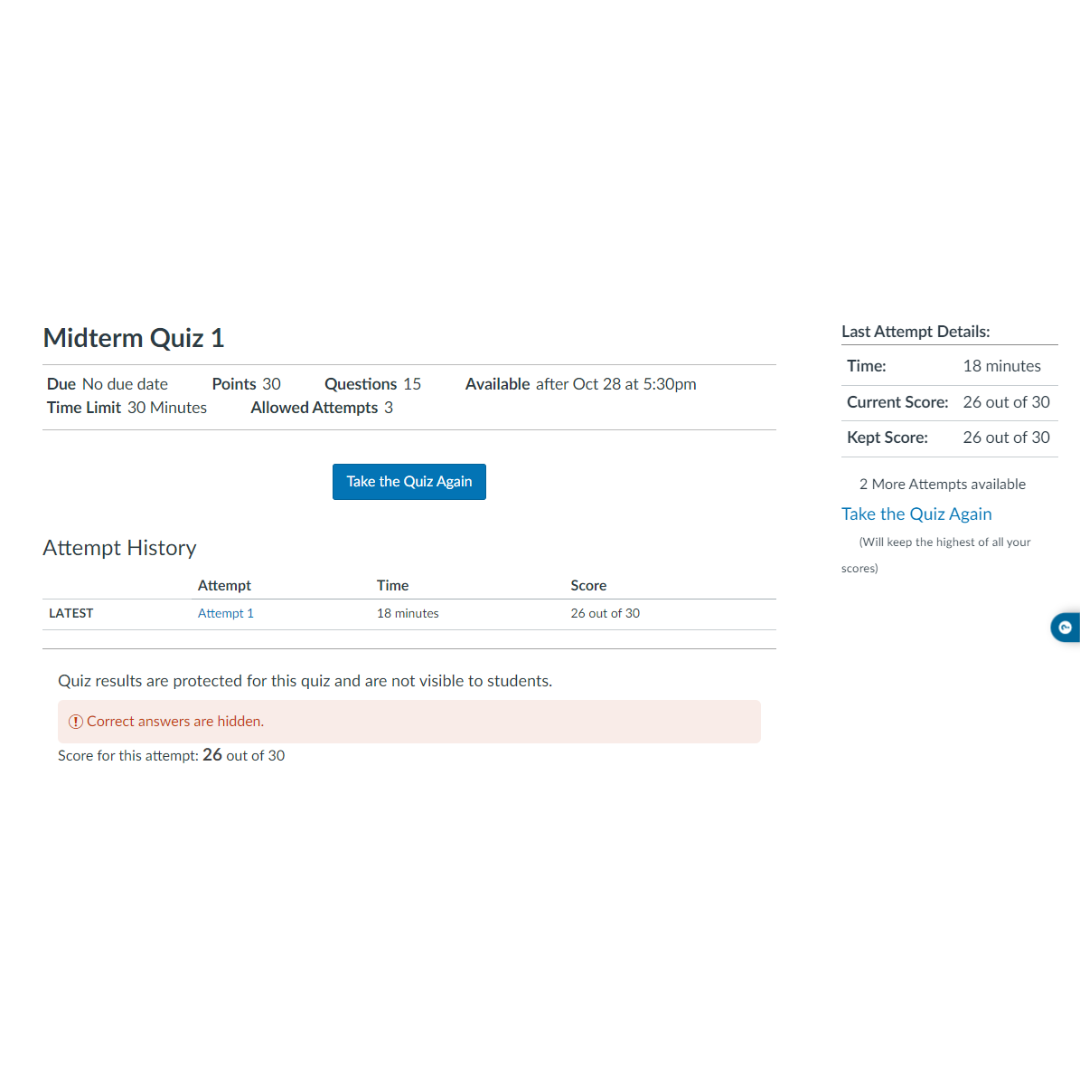 Midterm Quiz 1
Due No due date Points 30 Questions 15 Available after Oct 28 at 5:30pm
Time Limit 30 Minutes Allowed Attempts 3
Take the Quiz Again
Attempt History
Attempt Time Score
LATEST Attempt 1 18 minutes 26 out of 30
Quiz results are protected for this quiz and are not visible to students.
Correct answers are hidden.
Score for this attempt: 26 out of 30
Last Attempt Details:
Time: 18 minutes
Current Score: 26 out of 30
Kept Score: 26 out of 30
2 More Attempts available
Take the Quiz Again
(Will keep the highest of all your
scores)